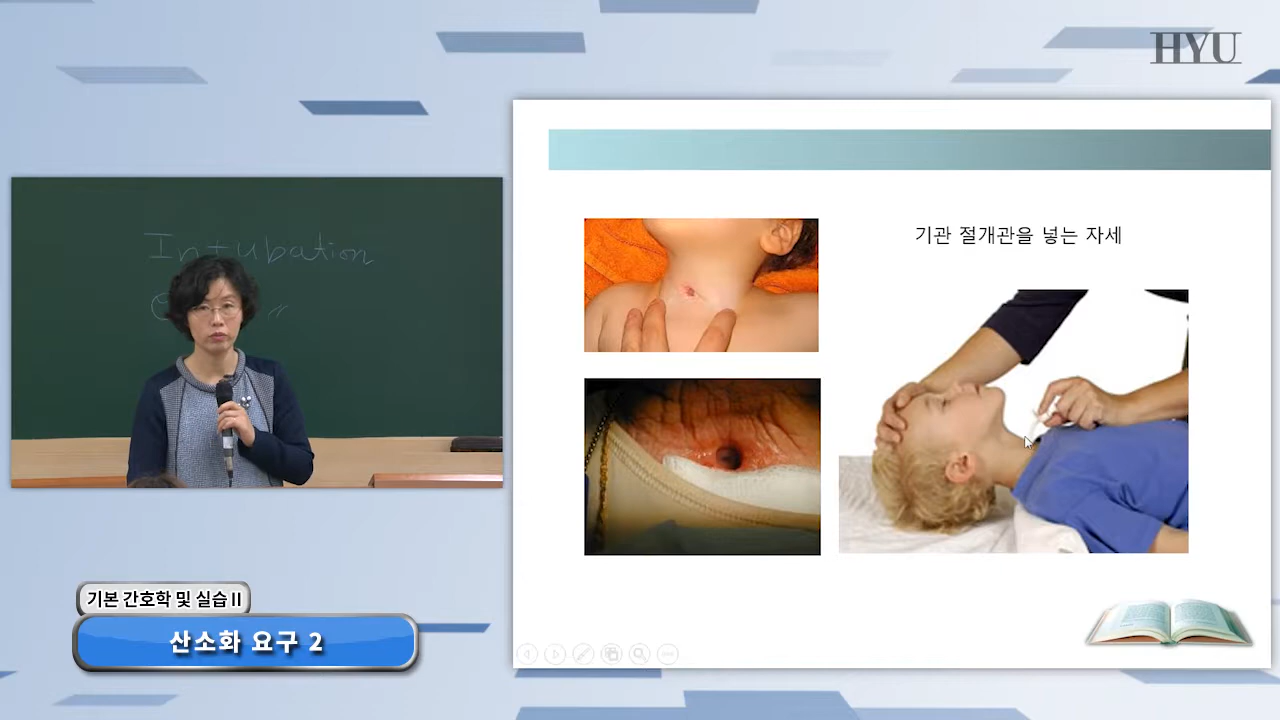 HYU
Intubation
기관 절개관을 넣는 자세
기본 간호학 및 실습 II
산소화 요구 2